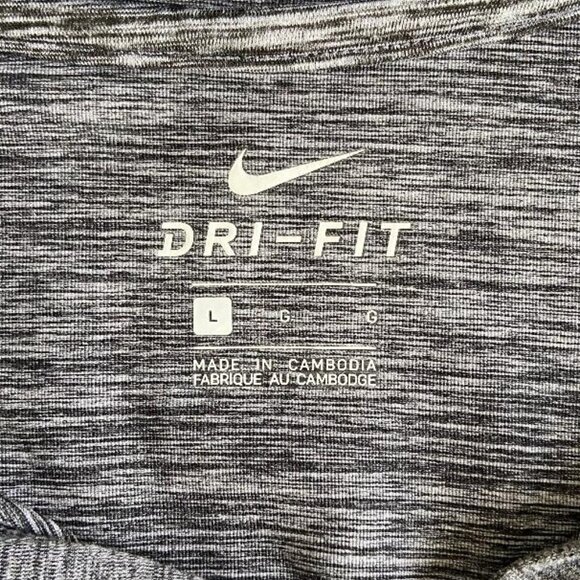 DRI-FIT
L G G
MADE IN CAMBODIA
FABRIQUE AU CAMBODGE